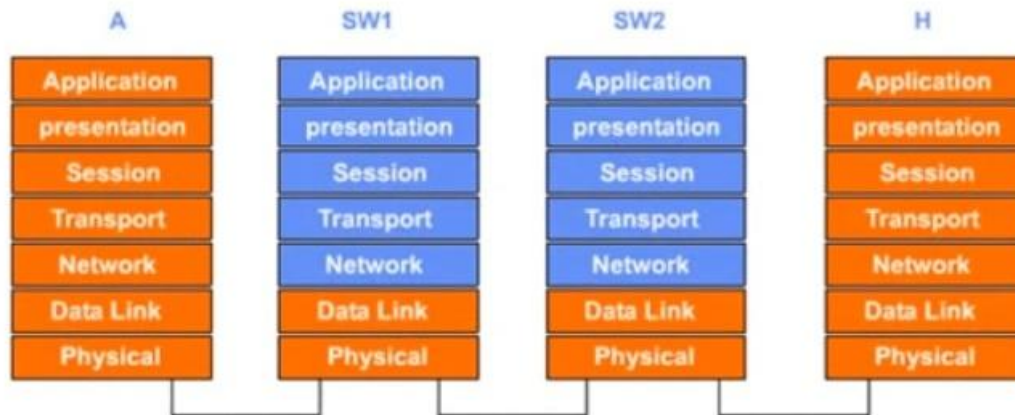 A SW1 SW2 H
Application Application Application Application
presentation presentation presentation presentation
Session Session Session Session
Transport Transport Transport Transport
Network Network Network Network
Data Link Data Link Data Link Data Link
Physical Physical Physical Physical